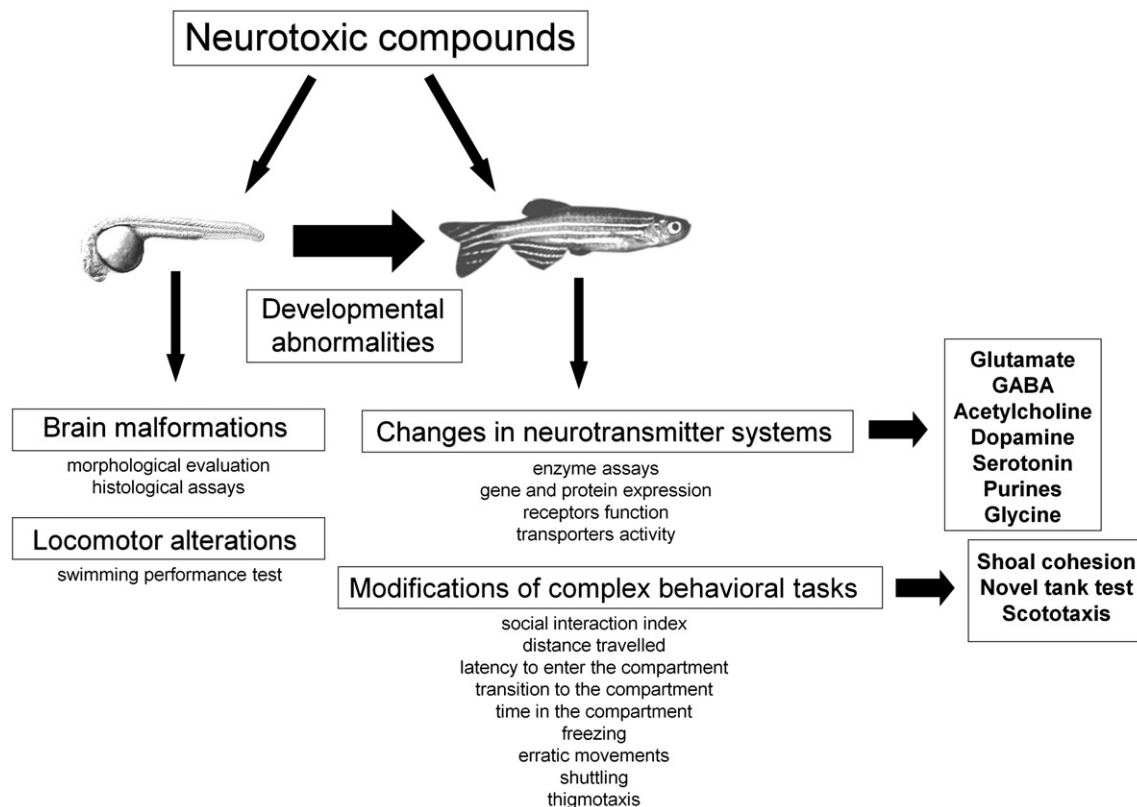 Neurotoxic compounds
Developmental
abnormalities
Brain malformations
morphological evaluation
histological assays
Locomotor alterations
swimming performance test
Changes in neurotransmitter systems
enzyme assays
gene and protein expression
receptors function
transporters activity
Glutamate
GABA
Acetylcholine
Dopamine
Serotonin
Purines
Glycine
Modifications of complex behavioral tasks
social interaction index
distance travelled
latency to enter the compartment
transition to the compartment
time in the compartment
freezing
erratic movements
shuttling
thigmotaxis
Shoal cohesion
Novel tank test
Scototaxis